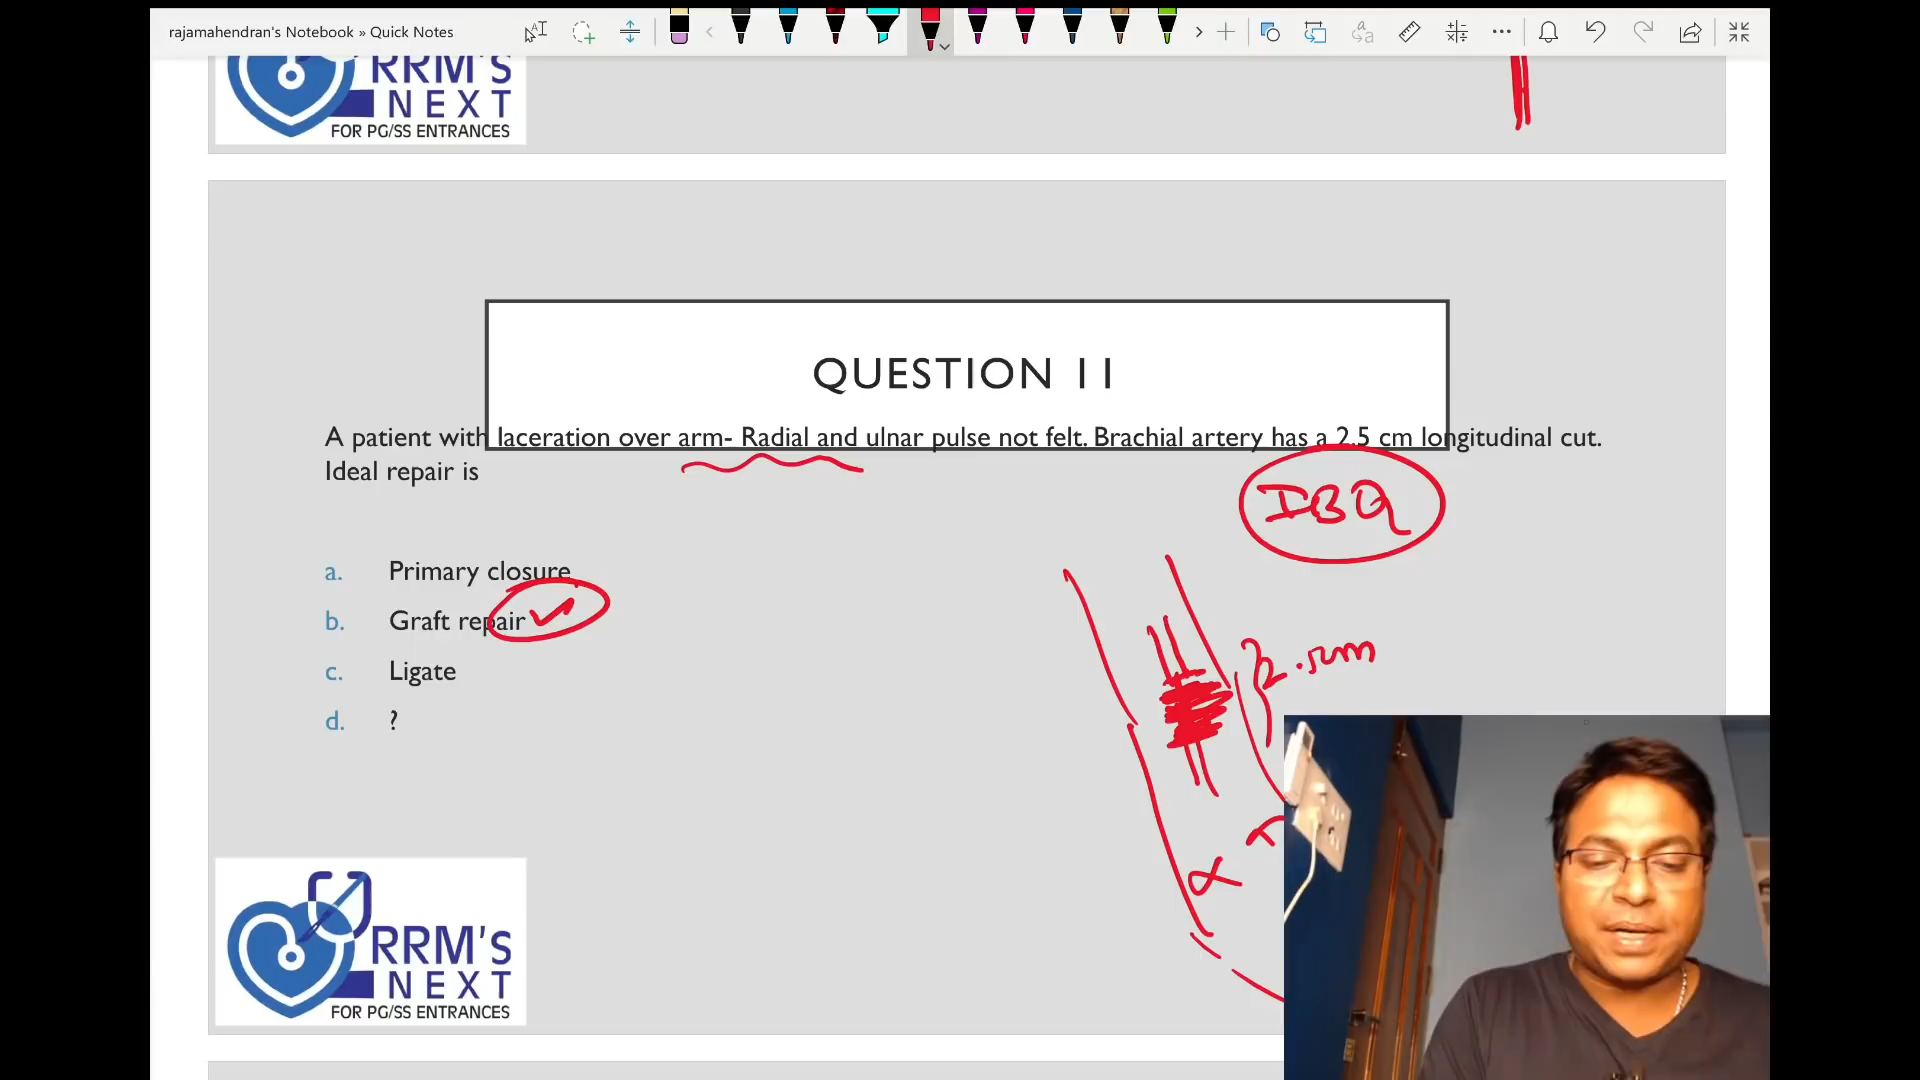 rajamahendran's Notebook » Quick Notes
RRM'S
NEXT
FOR PG/SS ENTRANCES
QUESTION 11
A patient with laceration over arm- Radial and ulnar pulse not felt. Brachial artery has a 2.5 cm longitudinal cut.
Ideal repair is
IBQ
a. Primary closure
b. Graft repair
c. Ligate
d. ?
2.5cm
RRM'S
NEXT
FOR PG/SS ENTRANCES